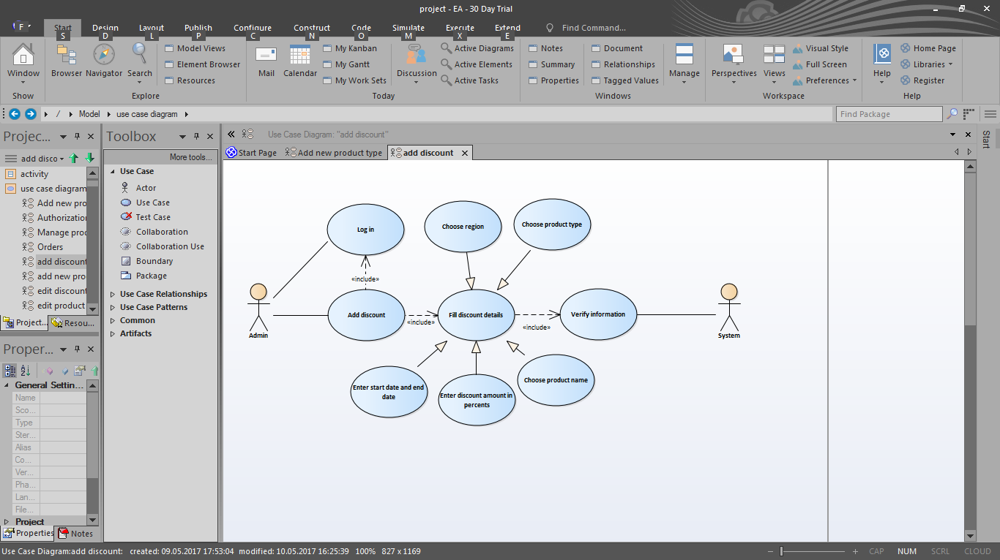 project - EA - 30 Day Trial
F
Start Design Layout Publish Configure Construct Code Simulate Execute Extend Find Command...
S D L P C N O M X E
Model Views
Element Browser
Resources
Window Browser Navigator Search
Show Explore
My Kanban
My Gantt
My Work Sets
Mail Calendar Discussion
Active Diagrams
Active Elements
Active Tasks
Today
Notes Document
Summary Relationships
Properties Tagged Values
Windows
Manage
Perspectives Views
Visual Style
Full Screen
Preferences
Workspace
Help
Home Page
Libraries
Register
Help
/ Model use case diagram
Find Package
Projec...
add disco
activity
use case diagram
Add new pro
Authorization
Manage prod
Orders
add discount
add new pro
edit discount
edit product
Project... Resou...
Proper...
General Settin...
Name
Sco...
Type
Ster...
Alias
Co...
Ver...
Pha...
Lan...
File...
Project
Properties Notes
Toolbox
More tools...
Use Case
Actor
Use Case
Test Case
Collaboration
Collaboration Use
Boundary
Package
Use Case Relationships
Use Case Patterns
Common
Artifacts
Use Case Diagram: "add discount"
Start Page Add new product type add discount
Start
Log in
Choose region
Choose product type
«include»
Admin
Add discount
«include»
Fill discount details
«include»
Verify information
System
Enter start date and end
date
Enter discount amount in
percents
Choose product name
Use Case Diagram:add discount: created: 09.05.2017 17:53:04 modified: 10.05.2017 16:25:39 100% 827 x 1169
CAP NUM SCRL CLOUD